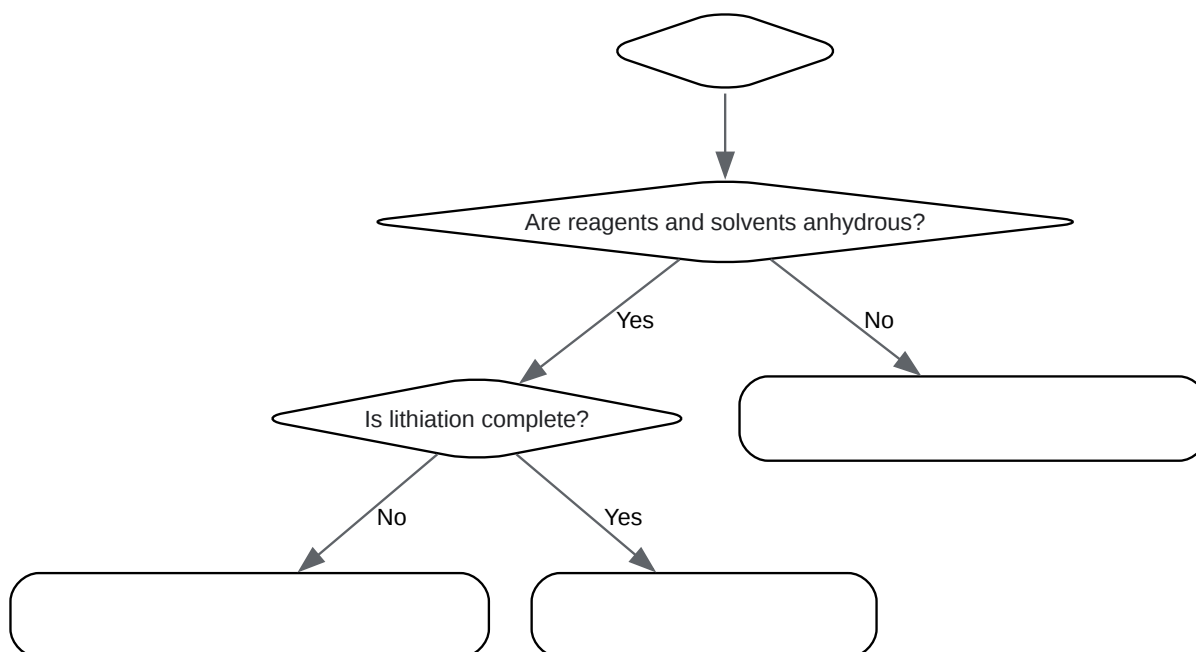 Are reagents and solvents anhydrous?
Yes
No
Is lithiation complete?
No
Yes